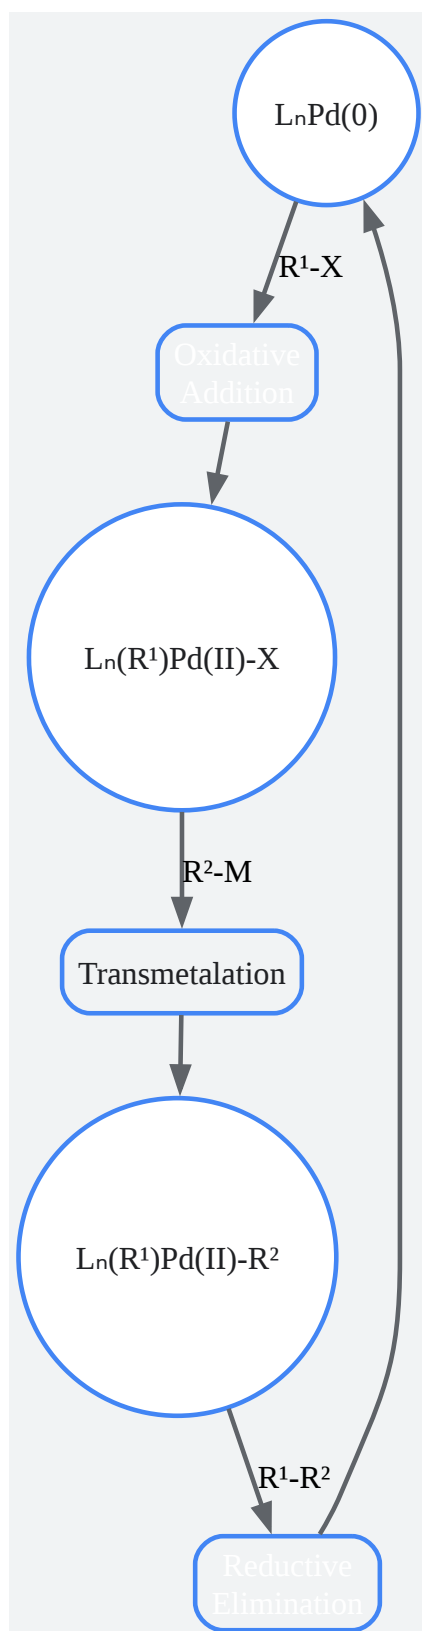 LₙPd(0)
R¹-X
Oxidative
Addition
Lₙ(R¹)Pd(II)-X
R²-M
Transmetalation
Lₙ(R¹)Pd(II)-R²
R¹-R²
Reductive
Elimination